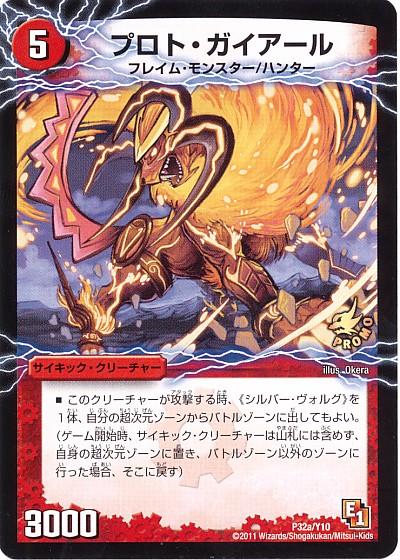 5
プロト・ガイアール
フレイム・モンスター/ハンター
PROMO
サイキック・クリーチャー
illus. Okera
■ このクリーチャーが攻撃する時、《シルバー・ヴォルグ》を
1体、自分の超次元ゾーンからバトルゾーンに出してもよい。
(ゲーム開始時、サイキック・クリーチャーは山札には含めず、
自身の超次元ゾーンに置き、バトルゾーン以外のゾーンに
行った場合、そこに戻す)
3000
P32a/Y10
E1
©2011 Wizards/Shogakukan/Mitsui-Kids